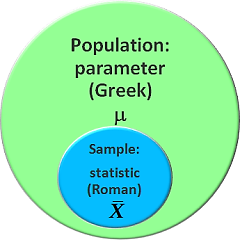 Population:
parameter
(Greek)
μ
Sample:
statistic
(Roman)
X̅